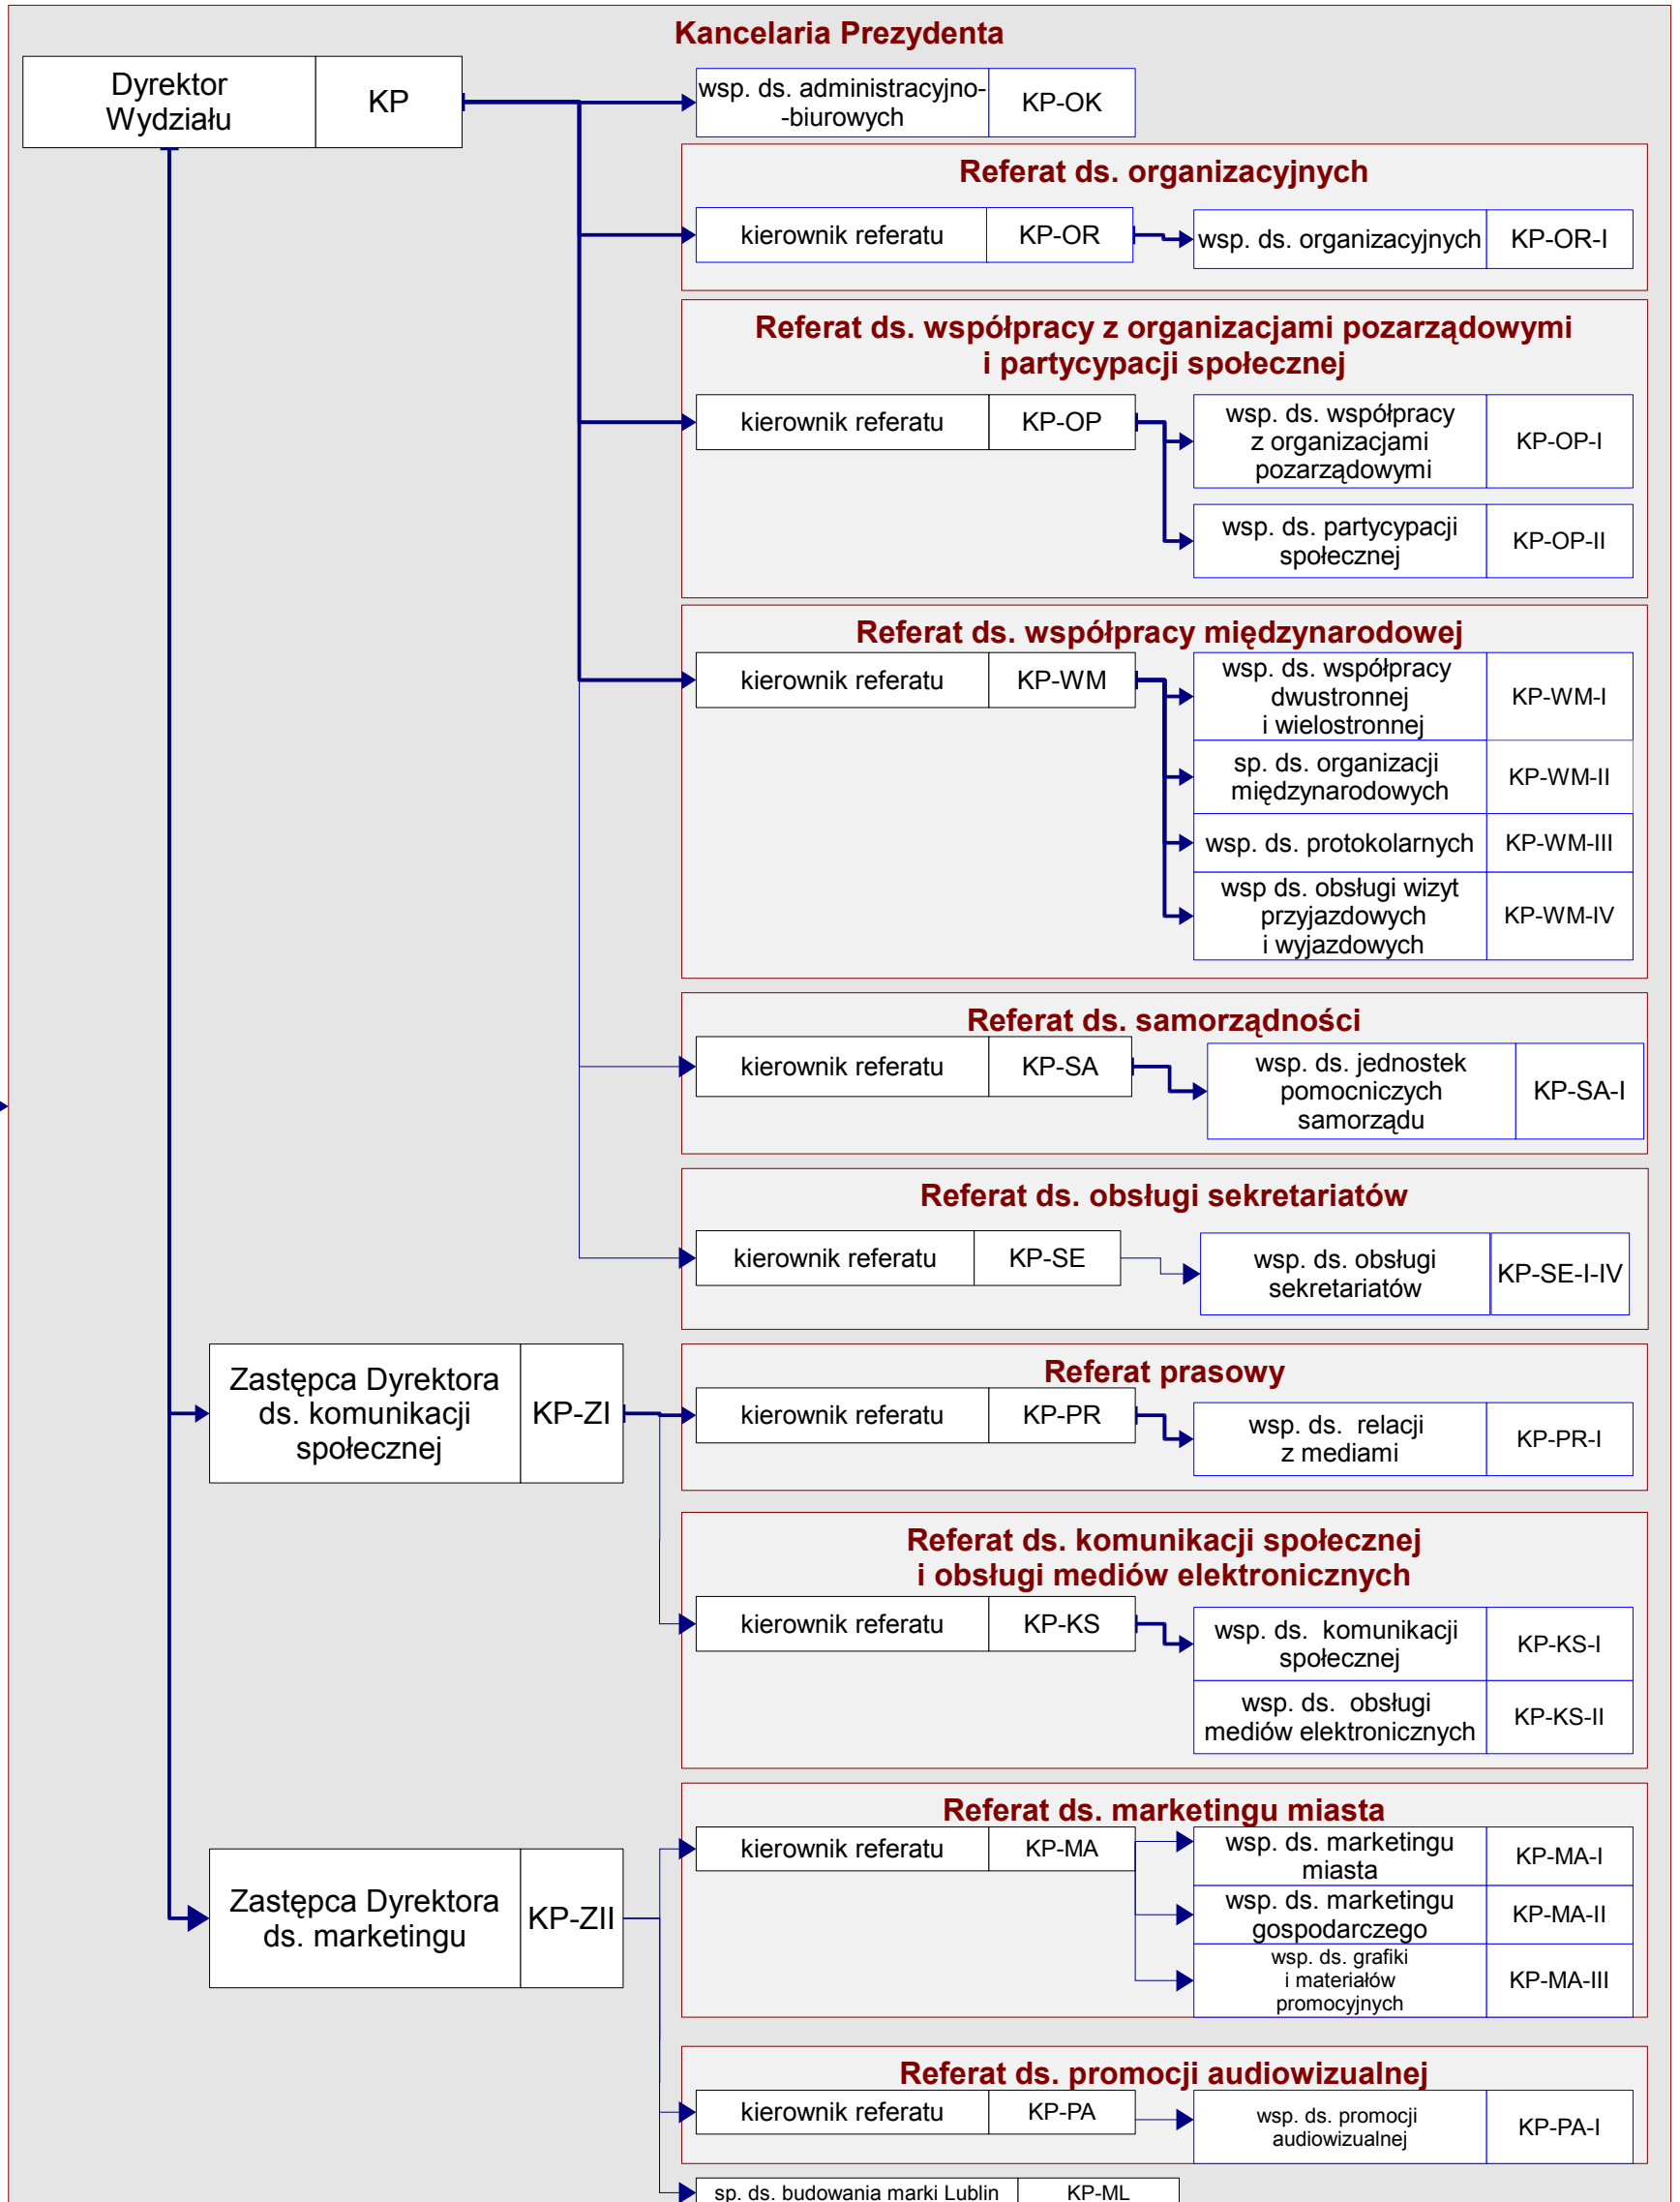 Kancelaria Prezydenta
Dyrektor
Wydziału
KP
wsp. ds. administracyjno-
-biurowych
KP-OK
Referat ds. organizacyjnych
kierownik referatu
KP-OR
wsp. ds. organizacyjnych
KP-OR-I
Referat ds. współpracy z organizacjami pozarządowymi
i partycypacji społecznej
kierownik referatu
KP-OP
wsp. ds. współpracy
z organizacjami
pozarządowymi
KP-OP-I
wsp. ds. partycypacji
społecznej
KP-OP-II
Referat ds. współpracy międzynarodowej
kierownik referatu
KP-WM
wsp. ds. współpracy
dwustronnej
i wielostronnej
KP-WM-I
sp. ds. organizacji
międzynarodowych
KP-WM-II
wsp. ds. protokolarnych
KP-WM-III
wsp ds. obsługi wizyt
przyjazdowych
i wyjazdowych
KP-WM-IV
Referat ds. samorządności
kierownik referatu
KP-SA
wsp. ds. jednostek
pomocniczych
samorządu
KP-SA-I
Referat ds. obsługi sekretariatów
kierownik referatu
KP-SE
wsp. ds. obsługi
sekretariatów
KP-SE-I-IV
Zastępca Dyrektora
ds. komunikacji
społecznej
KP-ZI
Referat prasowy
kierownik referatu
KP-PR
wsp. ds. relacji
z mediami
KP-PR-I
Referat ds. komunikacji społecznej
i obsługi mediów elektronicznych
kierownik referatu
KP-KS
wsp. ds. komunikacji
społecznej
KP-KS-I
wsp. ds. obsługi
mediów elektronicznych
KP-KS-II
Zastępca Dyrektora
ds. marketingu
KP-ZII
Referat ds. marketingu miasta
kierownik referatu
KP-MA
wsp. ds. marketingu
miasta
KP-MA-I
wsp. ds. marketingu
gospodarczego
KP-MA-II
wsp. ds. grafiki
i materiałów
promocyjnych
KP-MA-III
Referat ds. promocji audiowizualnej
kierownik referatu
KP-PA
wsp. ds. promocji
audiowizualnej
KP-PA-I
sp. ds. budowania marki Lublin
KP-ML